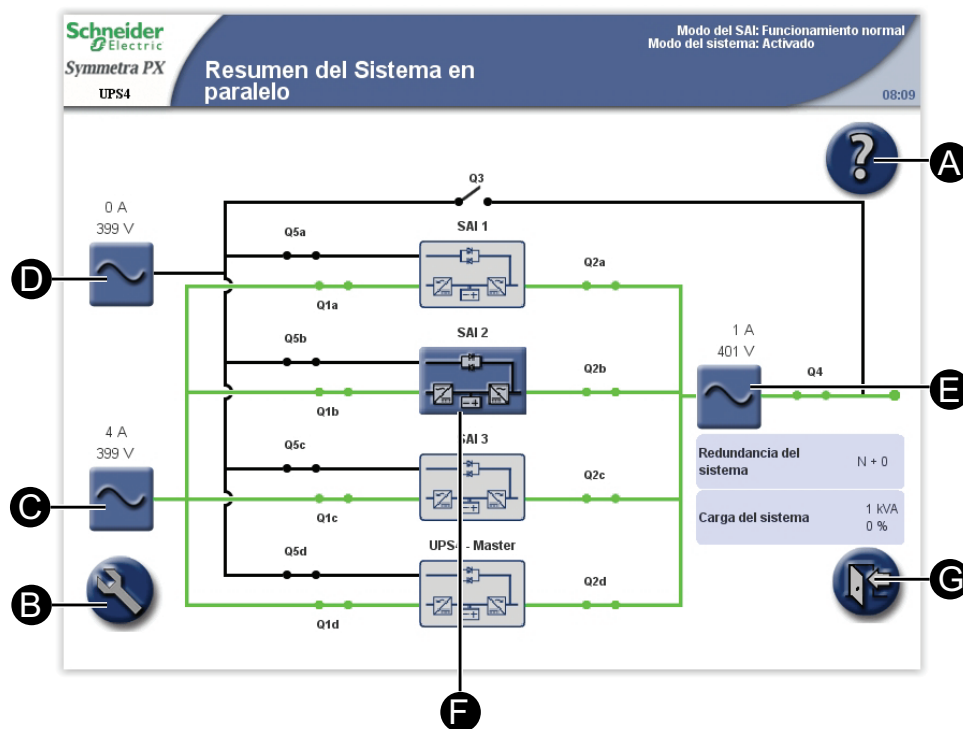 Schneider
Electric
Symmetra PX
UPS4
Resumen del Sistema en
paralelo
Modo del SAI: Funcionamiento normal
Modo del sistema: Activado
08:09
A
Q3
0 A
399 V
D
Q5a
SAI 1
Q2a
Q1a
Q5b
SAI 2
Q2b
Q1b
1 A
401 V
Q4
E
4 A
399 V
C
Q5c
SAI 3
Q2c
Q1c
Redundancia del
sistema
N + 0
Carga del sistema
1 kVA
0 %
Q5d
UPS4 - Master
Q2d
Q1d
B
G
F